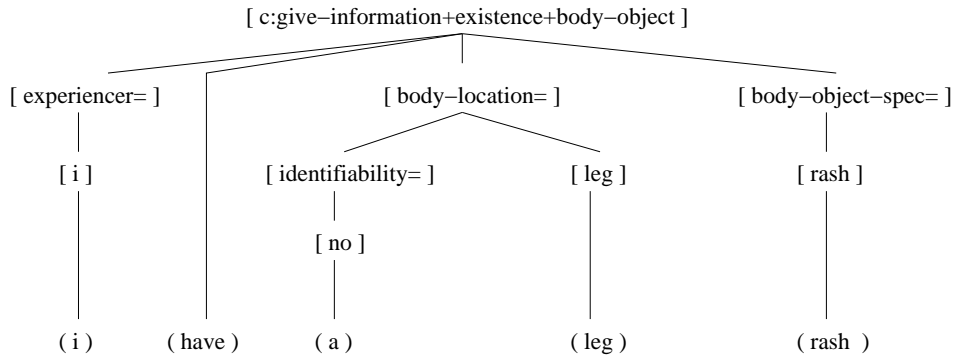 [ c:give−information+existence+body−object ]
[ experiencer= ] [ body−location= ] [ body−object−spec= ]
[ i ] [ identifiability= ] [ leg ] [ rash ]
[ no ]
( i ) ( have ) ( a ) ( leg ) ( rash )